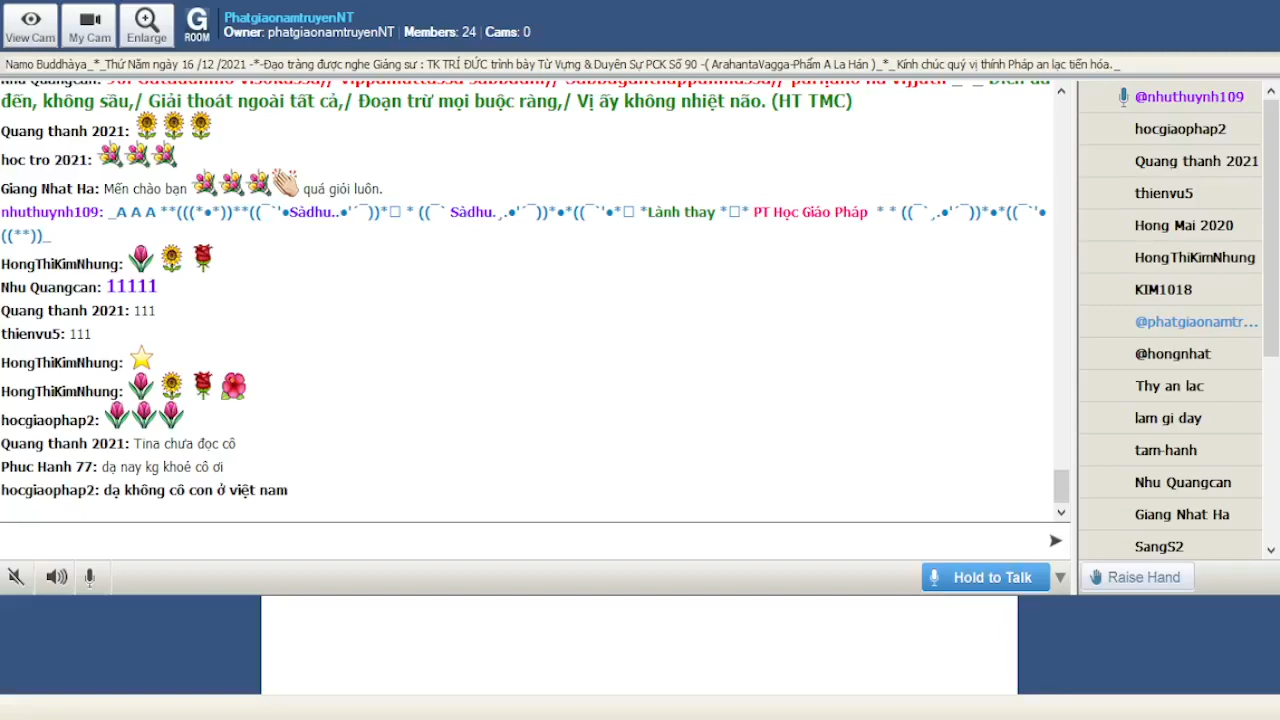 View Cam
My Cam
Enlarge
G ROOM
PhatgiaonamtruyenNT
Owner: phatgiaonamtruyenNT | Members: 24 | Cams: 0
Namo Buddhàya_*_Thứ Năm ngày 16 /12 /2021 -*-Đạo tràng được nghe Giảng sư : TK TRÍ ĐỨC trình bày Từ Vựng & Duyên Sự PCK Số 90 -( ArahantaVagga-Phẩm A La Hán )_*_ Kính chúc quý vị thính Pháp an lạc tiến hóa._
đến, không sầu,/ Giải thoát ngoài tất cả,/ Đoạn trừ mọi buộc ràng,/ Vị ấy không nhiệt não. (HT TMC)
Quang thanh 2021:
hoc tro 2021:
Giang Nhat Ha: Mến chào bạn quá giỏi luôn.
nhuthuynh109: _A A A **(((*•*))**((¯`'•Sàdhu..•'´¯))*□ * ((¯` Sàdhu.¸.•'´¯))*•*((¯`'•*□ *Lành thay *□* PT Học Giáo Pháp * * ((¯`¸.•'´¯))*•*((¯`'•
((**))_
HongThiKimNhung:
Nhu Quangcan: 11111
Quang thanh 2021: 111
thienvu5: 111
HongThiKimNhung:
HongThiKimNhung:
hocgiaophap2:
Quang thanh 2021: Tina chưa đọc cô
Phuc Hanh 77: dạ nay kg khoẻ cô ơi
hocgiaophap2: dạ không cô con ở việt nam
@nhuthuynh109
hocgiaophap2
Quang thanh 2021
thienvu5
Hong Mai 2020
HongThiKimNhung
KIM1018
@phatgiaonamtr...
@hongnhat
Thy an lac
lam gi day
tam-hanh
Nhu Quangcan
Giang Nhat Ha
SangS2
Hold to Talk
Raise Hand